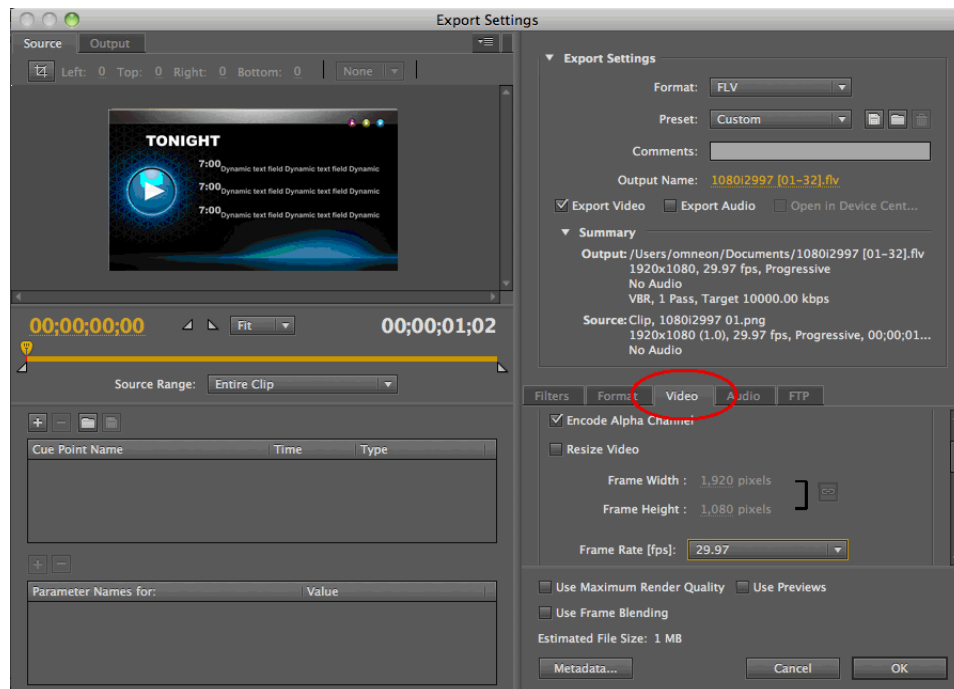 Export Settings
Source Output
Left: 0 Top: 0 Right: 0 Bottom: 0 None
TONIGHT
7:00 Dynamic text field Dynamic text field Dynamic
7:00 Dynamic text field Dynamic text field Dynamic
7:00 Dynamic text field Dynamic text field Dynamic
00;00;00;00 Fit 00;00;01;02
Source Range: Entire Clip
Cue Point Name Time Type
Parameter Names for: Value
Export Settings
Format: FLV
Preset: Custom
Comments:
Output Name: 1080i2997 [01-32].flv
Export Video Export Audio Open in Device Cent...
Summary
Output: /Users/omneon/Documents/1080i2997 [01-32].flv
1920x1080, 29.97 fps, Progressive
No Audio
VBR, 1 Pass, Target 10000.00 kbps
Source: Clip, 1080i2997 01.png
1920x1080 (1.0), 29.97 fps, Progressive, 00;00;01...
No Audio
Filters Format Video Audio FTP
Encode Alpha Channel
Resize Video
Frame Width : 1,920 pixels
Frame Height : 1,080 pixels
Frame Rate [fps]: 29.97
Use Maximum Render Quality Use Previews
Use Frame Blending
Estimated File Size: 1 MB
Metadata... Cancel OK